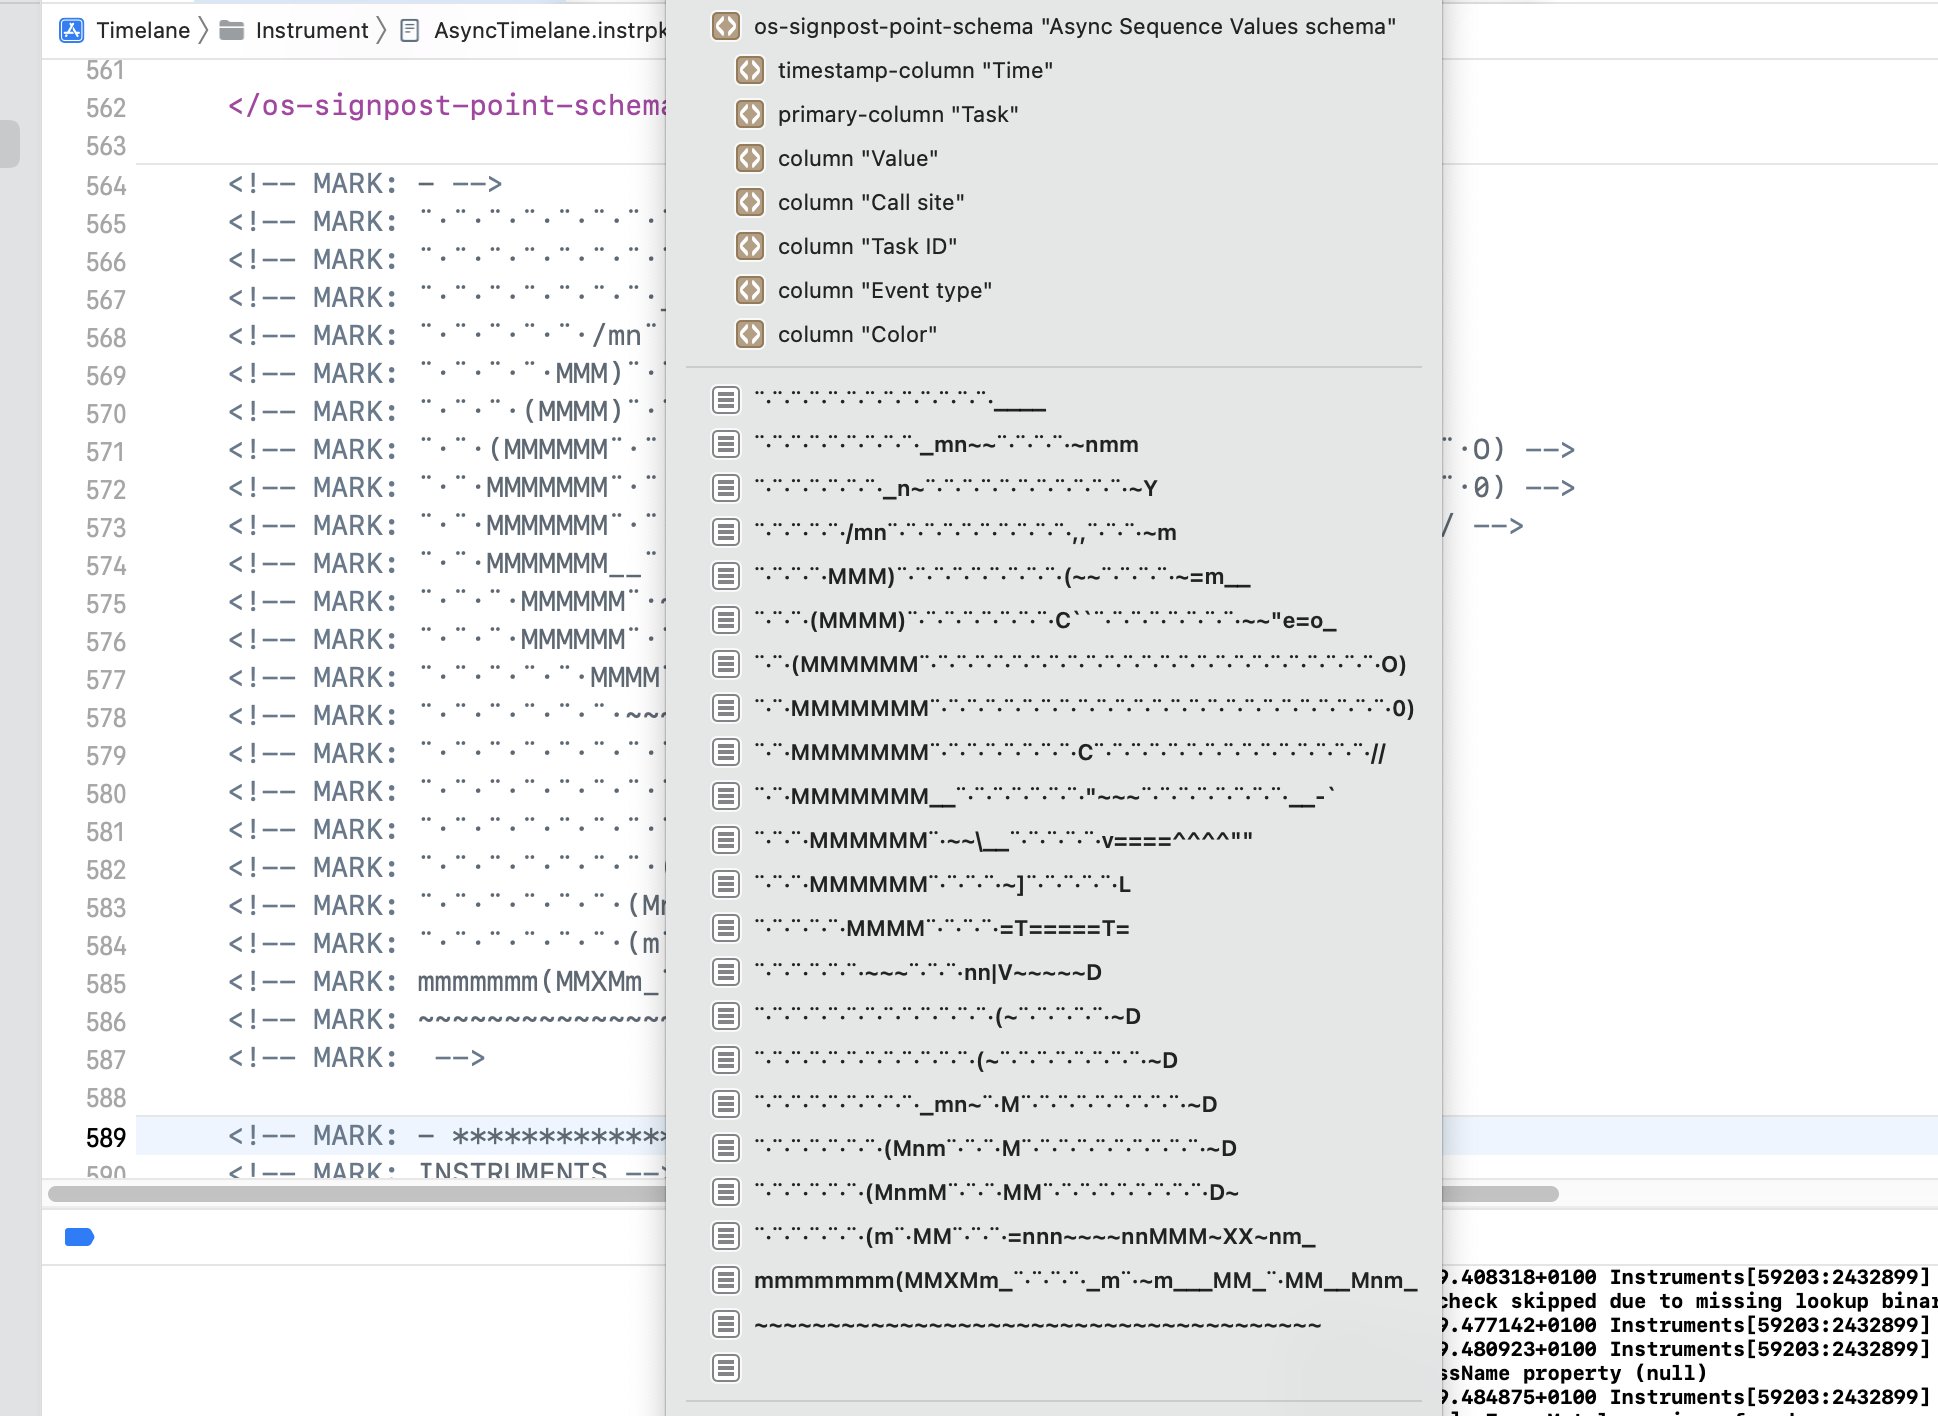 Timelane 〉 Instrument 〉 AsyncTimelane.instrpk
561
562 </os-signpost-point-schema
563
564 <!-- MARK: - -->
565 <!-- MARK: ¨·¨·¨·¨·¨·¨·¨·
566 <!-- MARK: ¨·¨·¨·¨·¨·¨·¨·
567 <!-- MARK: ¨·¨·¨·¨·¨·¨·¨·_
568 <!-- MARK: ¨·¨·¨·¨·¨·/mn¨
569 <!-- MARK: ¨·¨·¨·¨·MMM)¨·
570 <!-- MARK: ¨·¨·¨·(MMMM)¨·
571 <!-- MARK: ¨·¨·(MMMMMM¨·¨ ¨·O) -->
572 <!-- MARK: ¨·¨·MMMMMMM¨·¨ ¨·0) -->
573 <!-- MARK: ¨·¨·MMMMMMM¨·¨ / -->
574 <!-- MARK: ¨·¨·MMMMMMM__¨
575 <!-- MARK: ¨·¨·¨·MMMMMM¨·~
576 <!-- MARK: ¨·¨·¨·MMMMMM¨·
577 <!-- MARK: ¨·¨·¨·¨·¨·MMMM
578 <!-- MARK: ¨·¨·¨·¨·¨·¨·~~
579 <!-- MARK: ¨·¨·¨·¨·¨·¨·¨·
580 <!-- MARK: ¨·¨·¨·¨·¨·¨·¨·
581 <!-- MARK: ¨·¨·¨·¨·¨·¨·¨·
582 <!-- MARK: ¨·¨·¨·¨·¨·¨·¨·
583 <!-- MARK: ¨·¨·¨·¨·¨·¨·(M
584 <!-- MARK: ¨·¨·¨·¨·¨·¨·(m
585 <!-- MARK: mmmmmmm(MMXMm_
586 <!-- MARK: ~~~~~~~~~~~~~~
587 <!-- MARK:  -->
588
589 <!-- MARK: - *************
590 <!-- MARK: INSTRUMENTS -->
os-signpost-point-schema "Async Sequence Values schema"
timestamp-column "Time"
primary-column "Task"
column "Value"
column "Call site"
column "Task ID"
column "Event type"
column "Color"
¨·¨·¨·¨·¨·¨·¨·¨·¨·¨·¨·¨·¨·____
¨·¨·¨·¨·¨·¨·¨·¨·¨·_mn~~¨·¨·¨·¨·~nmm
¨·¨·¨·¨·¨·¨·¨·_n~¨·¨·¨·¨·¨·¨·¨·¨·¨·¨·¨·~Y
¨·¨·¨·¨·¨·/mn¨·¨·¨·¨·¨·¨·¨·¨·¨·¨·,,¨·¨·¨·~m
¨·¨·¨·¨·MMM)¨·¨·¨·¨·¨·¨·¨·¨·¨·(~~¨·¨·¨·¨·~=m__
¨·¨·¨·(MMMM)¨·¨·¨·¨·¨·¨·¨·¨·C``¨·¨·¨·¨·¨·¨·¨·¨·~~"e=o_
¨·¨·(MMMMMM¨·¨·¨·¨·¨·¨·¨·¨·¨·¨·¨·¨·¨·¨·¨·¨·¨·¨·¨·¨·¨·¨·¨·¨·¨·O)
¨·¨·MMMMMMM¨·¨·¨·¨·¨·¨·¨·¨·¨·¨·¨·¨·¨·¨·¨·¨·¨·¨·¨·¨·¨·¨·¨·¨·¨·0)
¨·¨·MMMMMMM¨·¨·¨·¨·¨·¨·¨·¨·C¨·¨·¨·¨·¨·¨·¨·¨·¨·¨·¨·¨·¨·¨·¨·//
¨·¨·MMMMMMM__¨·¨·¨·¨·¨·¨·¨·"~~~¨·¨·¨·¨·¨·¨·¨·¨·__-`
¨·¨·¨·MMMMMM¨·~~\__¨·¨·¨·¨·¨·v====^^^^""
¨·¨·¨·MMMMMM¨·¨·¨·¨·~]¨·¨·¨·¨·¨·L
¨·¨·¨·¨·¨·MMMM¨·¨·¨·¨·=T=====T=
¨·¨·¨·¨·¨·¨·~~~¨·¨·¨·nn|V~~~~~D
¨·¨·¨·¨·¨·¨·¨·¨·¨·¨·¨·¨·¨·(~¨·¨·¨·¨·¨·~D
¨·¨·¨·¨·¨·¨·¨·¨·¨·¨·¨·¨·(~¨·¨·¨·¨·¨·¨·¨·¨·~D
¨·¨·¨·¨·¨·¨·¨·¨·¨·_mn~¨·M¨·¨·¨·¨·¨·¨·¨·¨·¨·~D
¨·¨·¨·¨·¨·¨·¨·(Mnm¨·¨·¨·M¨·¨·¨·¨·¨·¨·¨·¨·¨·¨·~D
¨·¨·¨·¨·¨·¨·(MnmM¨·¨·¨·MM¨·¨·¨·¨·¨·¨·¨·¨·¨·D~
¨·¨·¨·¨·¨·¨·(m¨·MM¨·¨·¨·=nnn~~~~nnMMM~XX~nm_
mmmmmmm(MMXMm_¨·¨·¨·¨·_m¨·~m___MM_¨·MM__Mnm_
~~~~~~~~~~~~~~~~~~~~~~~~~~~~~~~~~~~~~~~
9.408318+0100 Instruments[59203:2432899]
check skipped due to missing lookup binar
9.477142+0100 Instruments[59203:2432899]
9.480923+0100 Instruments[59203:2432899]
ssName property (null)
9.484875+0100 Instruments[59203:2432899]